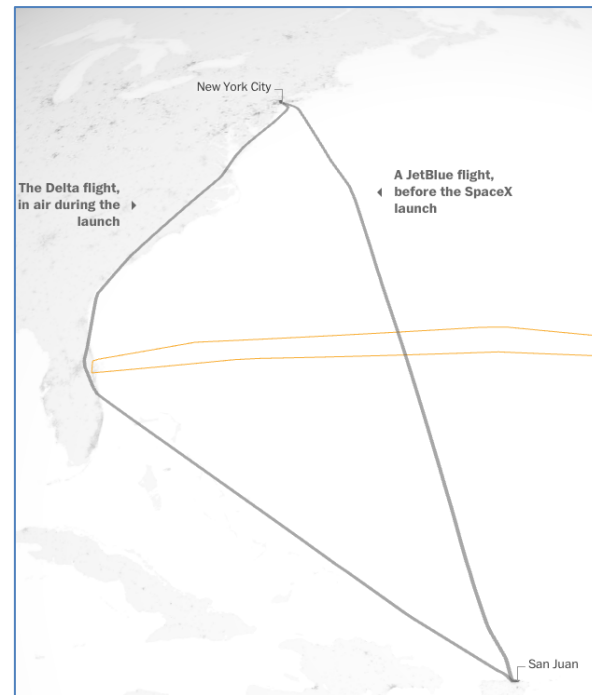 New York City
The Delta flight,
in air during the
launch
A JetBlue flight,
before the SpaceX
launch
San Juan